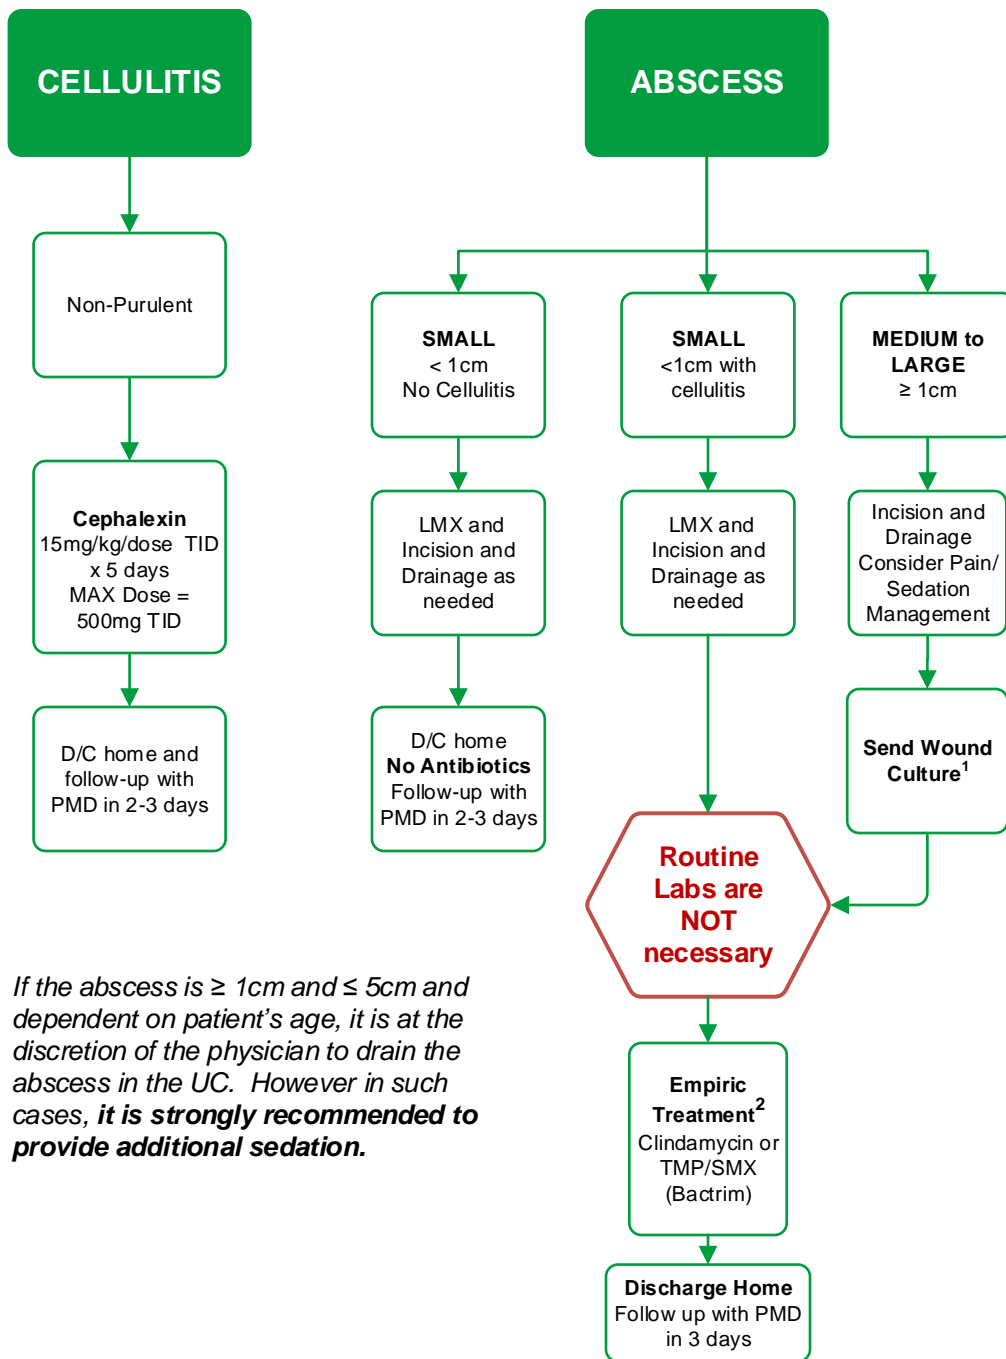 CELLULITIS
Non-Purulent
Cephalexin
15mg/kg/dose TID
x 5 days
MAX Dose =
500mg TID
D/C home and
follow-up with
PMD in 2-3 days
ABSCESS
SMALL
< 1cm
No Cellulitis
LMX and
Incision and
Drainage as
needed
D/C home
No Antibiotics
Follow-up with
PMD in 2-3 days
SMALL
<1cm with
cellulitis
LMX and
Incision and
Drainage as
needed
MEDIUM to
LARGE
≥ 1cm
Incision and
Drainage
Consider Pain/
Sedation
Management
Send Wound
Culture¹
Routine
Labs are
NOT
necessary
Empiric
Treatment²
Clindamycin or
TMP/SMX
(Bactrim)
Discharge Home
Follow up with PMD
in 3 days
If the abscess is ≥ 1cm and ≤ 5cm and
dependent on patient's age, it is at the
discretion of the physician to drain the
abscess in the UC. However in such
cases, it is strongly recommended to
provide additional sedation.